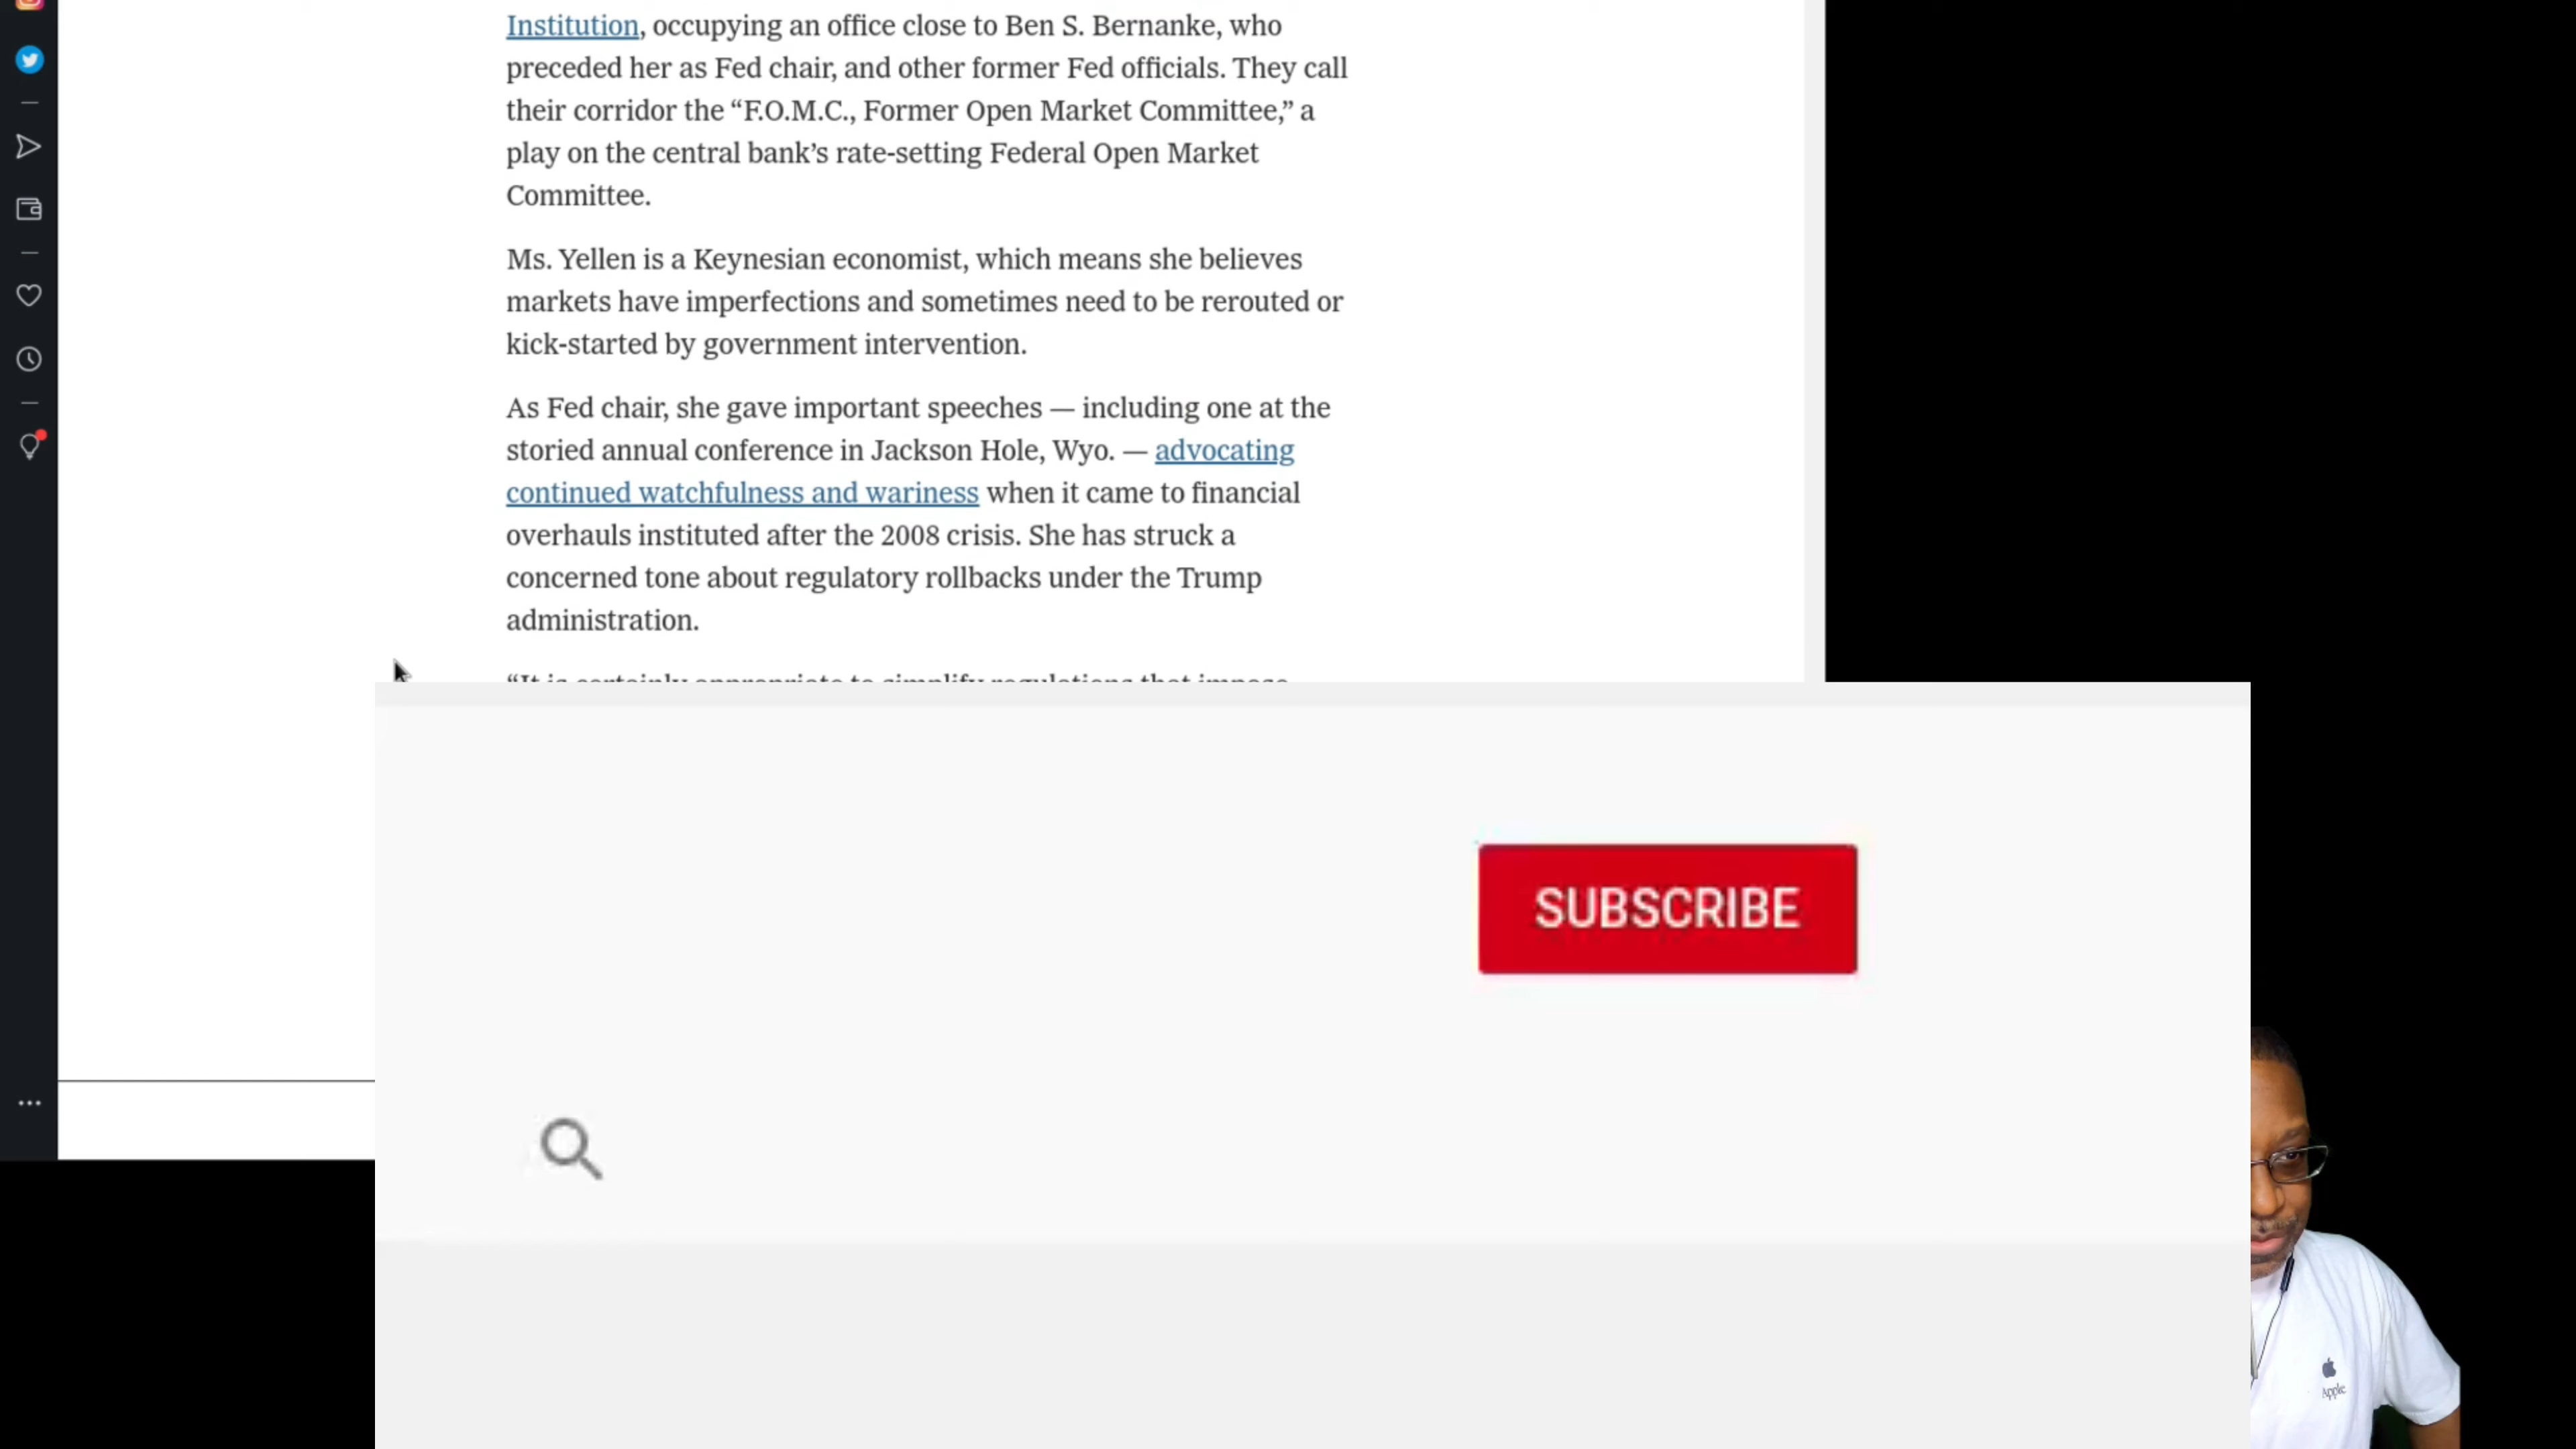 Institution, occupying an office close to Ben S. Bernanke, who
preceded her as Fed chair, and other former Fed officials. They call
their corridor the “F.O.M.C., Former Open Market Committee,” a
play on the central bank’s rate-setting Federal Open Market
Committee.
Ms. Yellen is a Keynesian economist, which means she believes
markets have imperfections and sometimes need to be rerouted or
kick-started by government intervention.
As Fed chair, she gave important speeches — including one at the
storied annual conference in Jackson Hole, Wyo. — advocating
continued watchfulness and wariness when it came to financial
overhauls instituted after the 2008 crisis. She has struck a
concerned tone about regulatory rollbacks under the Trump
administration.
“It is certainly appropriate to simplify regulations that impose
SUBSCRIBE
Apple